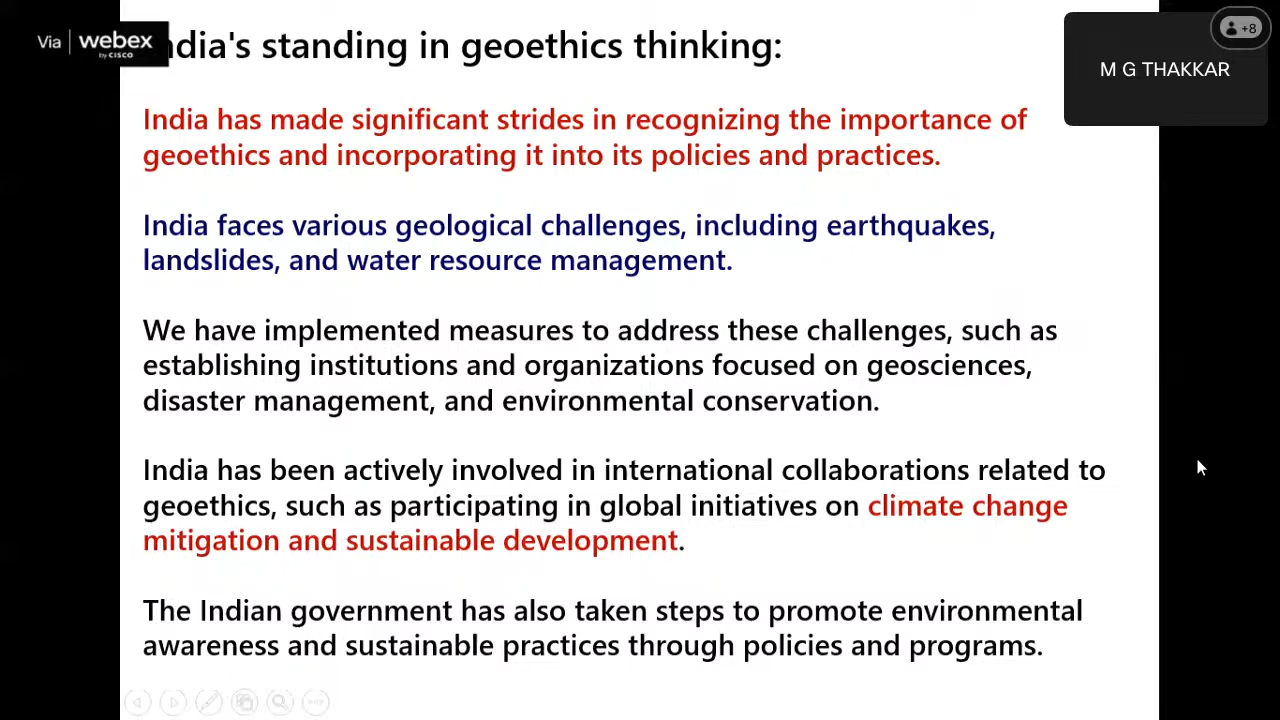 Via webex
by CISCO
ndia's standing in geoethics thinking:
+8
M G THAKKAR
India has made significant strides in recognizing the importance of
geoethics and incorporating it into its policies and practices.
India faces various geological challenges, including earthquakes,
landslides, and water resource management.
We have implemented measures to address these challenges, such as
establishing institutions and organizations focused on geosciences,
disaster management, and environmental conservation.
India has been actively involved in international collaborations related to
geoethics, such as participating in global initiatives on climate change
mitigation and sustainable development.
The Indian government has also taken steps to promote environmental
awareness and sustainable practices through policies and programs.